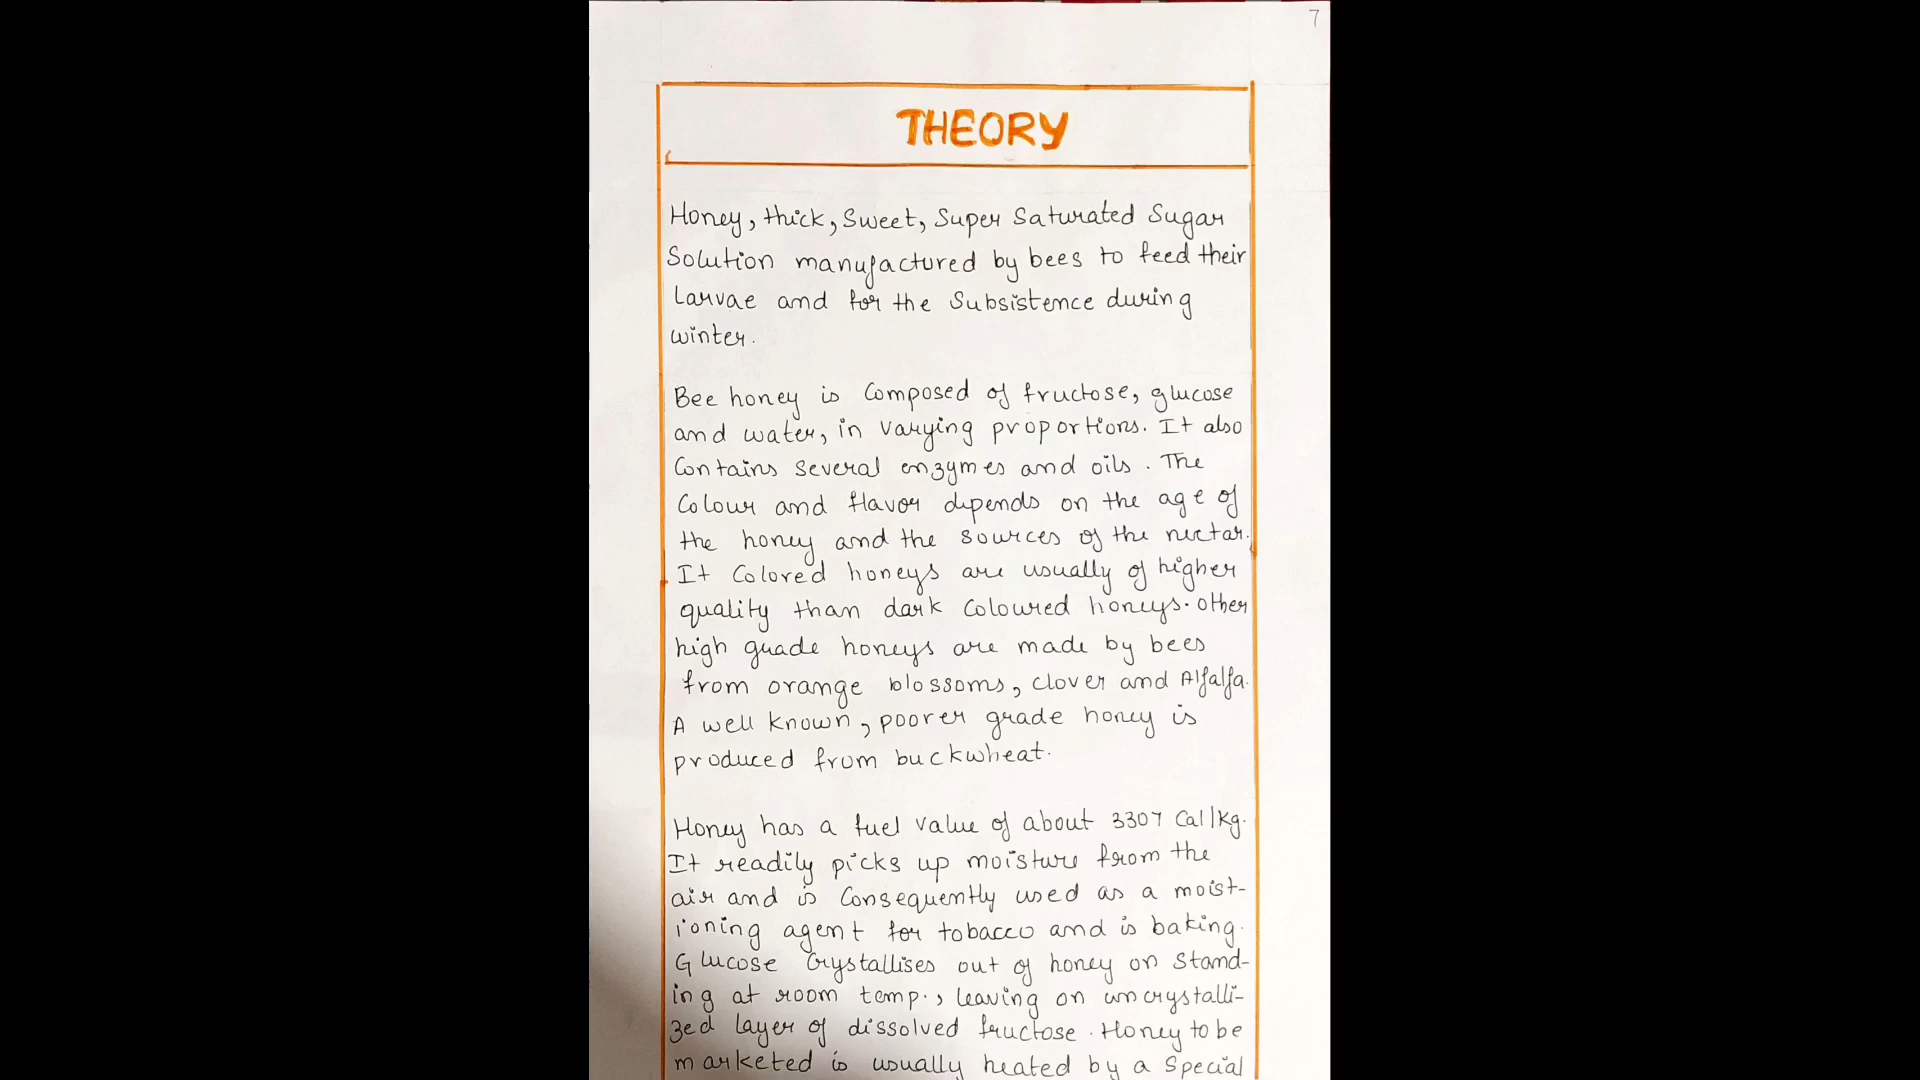 7
THEORY
Honey, thick, Sweet, Super Saturated Sugar
Solution manufactured by bees to feed their
Larvae and for the Subsistence during
winter.
Bee honey is Composed of fructose, glucose
and water, in varying proportions. It also
Contains several enzymes and oils. The
Colour and flavor depends on the age of
the honey and the sources of the nectar.
It Colored honeys are usually of higher
quality than dark Coloured honeys. Other
high grade honeys are made by bees
from orange blossoms, clover and Alfalfa.
A well known, poorer grade honey is
produced from buckwheat.
Honey has a fuel value of about 3307 Cal/Kg.
It readily picks up moisture from the
air and is Consequently used as a moist-
ioning agent for tobacco and is baking.
Glucose Crystallises out of honey on Stand-
ing at room temp., leaving on uncrystalli-
zed layer of dissolved fructose. Honey to be
marketed is usually heated by a Special